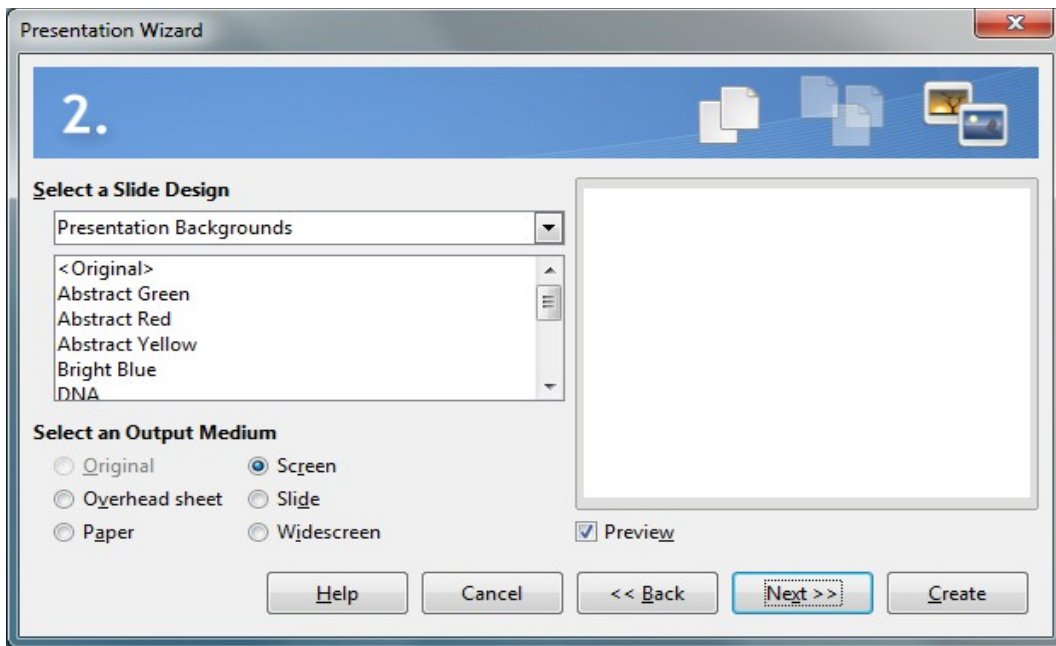 Presentation Wizard
2.
Select a Slide Design
Presentation Backgrounds
<Original>
Abstract Green
Abstract Red
Abstract Yellow
Bright Blue
DNA
Select an Output Medium
Original Screen
Overhead sheet Slide
Paper Widescreen
Preview
Help Cancel << Back Next >> Create